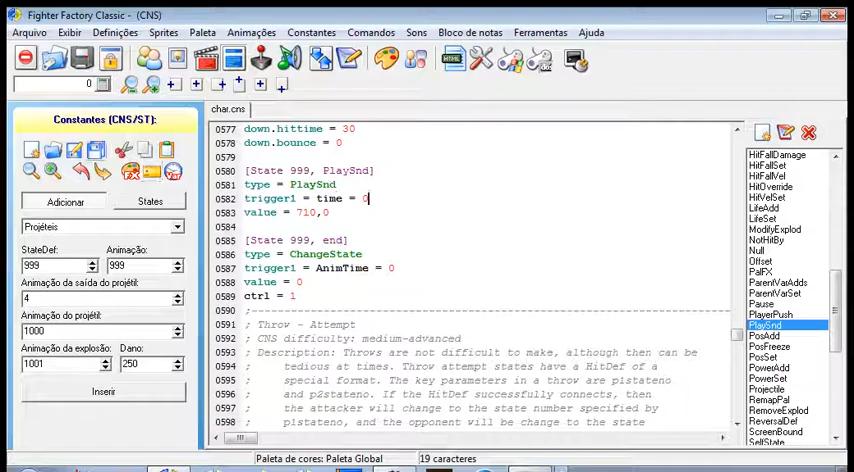 Fighter Factory Classic - (CNS)
Arquivo Exibir Definições Sprites Paleta Animações Constantes Comandos Sons Bloco de notas Ferramentas Ajuda
0
Constantes (CNS/ST):
Adicionar States
Projéteis
StateDef: Animação:
999 999
Animação da saída do projétil:
4
Animação do projétil:
1000
Animação da explosão: Dano:
1001 250
Inserir
char.cns
0577 down.hittime = 30
0578 down.bounce = 0
0579
0580 [State 999, PlaySnd]
0581 type = PlaySnd
0582 trigger1 = time = 0
0583 value = 710,0
0584
0585 [State 999, end]
0586 type = ChangeState
0587 trigger1 = AnimTime = 0
0588 value = 0
0589 ctrl = 1
0590 ;---------------------------------------------------------------------------
0591 ; Throw - Attempt
0592 ; CNS difficulty: medium-advanced
0593 ; Description: Throws are not difficult to make, although then can be
0594 ; tedious at times. Throw attempt states have a HitDef of a
0595 ; special format. The key parameters in a throw are p1stateno
0596 ; and p2stateno. If the HitDef successfully connects, then
0597 ; the attacker will change to the state number specified by
0598 ; p1stateno, and the opponent will be change to the state
HitFallDamage
HitFallSet
HitFallVel
HitOverride
HitVelSet
LifeAdd
LifeSet
ModifyExplod
NotHitBy
Null
Offset
PalFX
ParentVarAdds
ParentVarSet
Pause
PlayerPush
PlaySnd
PosAdd
PosFreeze
PosSet
PowerAdd
PowerSet
Projectile
RemapPal
RemoveExplod
ReversalDef
ScreenBound
SelfState
Paleta de cores: Paleta Global 19 caracteres